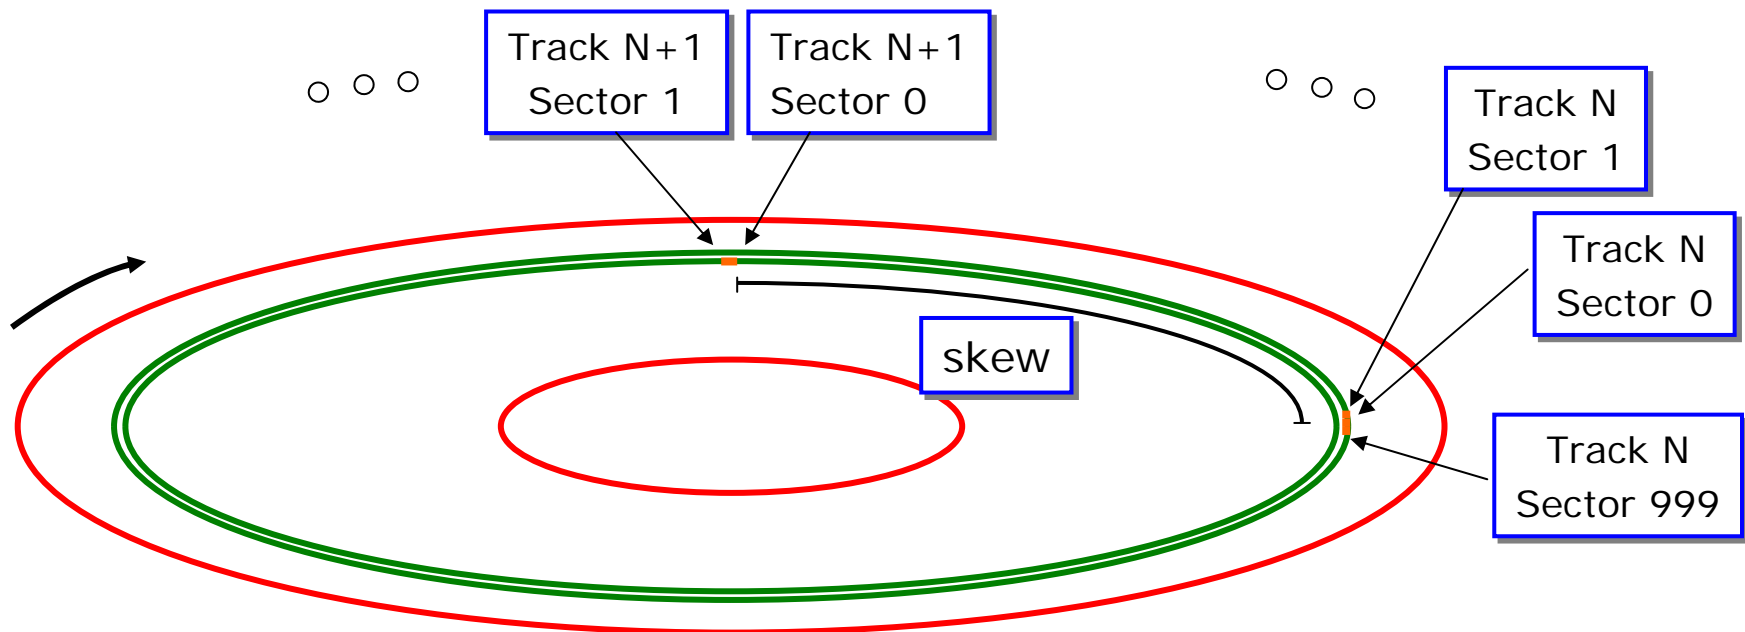 Track N+1
Sector 1
Track N+1
Sector 0
Track N
Sector 1
Track N
Sector 0
skew
Track N
Sector 999